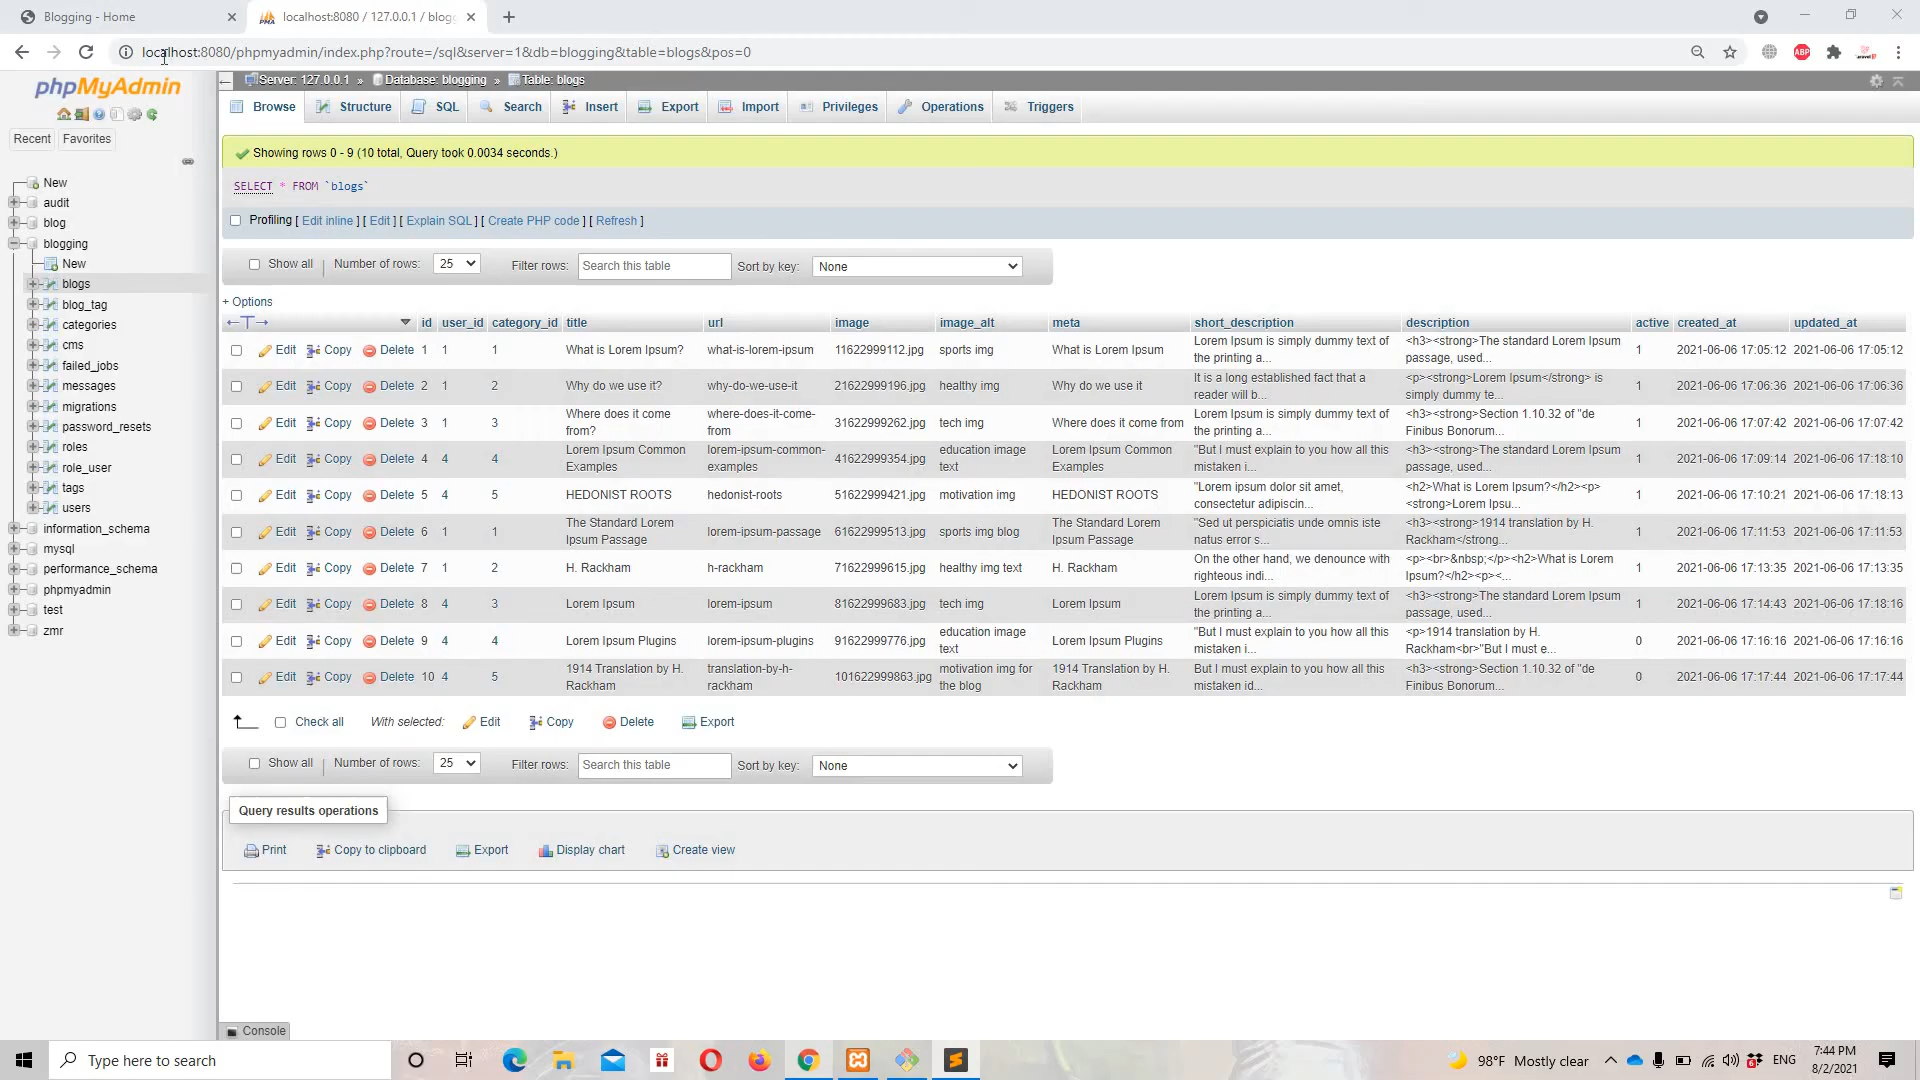 Blogging - Home
localhost:8080 / 127.0.0.1 / blogg
localhost:8080/phpmyadmin/index.php?route=/sql&server=1&db=blogging&table=blogs&pos=0
phpMyAdmin
Recent Favorites
New
audit
blog
blogging
New
blogs
blog_tag
categories
cms
failed_jobs
messages
migrations
password_resets
roles
role_user
tags
users
information_schema
mysql
performance_schema
phpmyadmin
test
zmr
Server: 127.0.0.1 » Database: blogging » Table: blogs
Browse Structure SQL Search Insert Export Import Privileges Operations Triggers
Showing rows 0 - 9 (10 total, Query took 0.0034 seconds.)
SELECT * FROM `blogs`
Profiling [ Edit inline ] [ Edit ] [ Explain SQL ] [ Create PHP code ] [ Refresh ]
Show all Number of rows: 25 Filter rows: Search this table Sort by key: None
+ Options
←T→ id user_id category_id title url image image_alt meta short_description description active created_at updated_at
Edit Copy Delete 1 1 1 What is Lorem Ipsum? what-is-lorem-ipsum 11622999112.jpg sports img What is Lorem Ipsum Lorem Ipsum is simply dummy text of the printing a... <h3><strong>The standard Lorem Ipsum passage, used... 1 2021-06-06 17:05:12 2021-06-06 17:05:12
Edit Copy Delete 2 1 2 Why do we use it? why-do-we-use-it 21622999196.jpg healthy img Why do we use it It is a long established fact that a reader will b... <p><strong>Lorem Ipsum</strong> is simply dummy te... 1 2021-06-06 17:06:36 2021-06-06 17:06:36
Edit Copy Delete 3 1 3 Where does it come from? where-does-it-come-from 31622999262.jpg tech img Where does it come from Lorem Ipsum is simply dummy text of the printing a... <h3><strong>Section 1.10.32 of "de Finibus Bonorum... 1 2021-06-06 17:07:42 2021-06-06 17:07:42
Edit Copy Delete 4 4 4 Lorem Ipsum Common Examples lorem-ipsum-common-examples 41622999354.jpg education image text Lorem Ipsum Common Examples "But I must explain to you how all this mistaken i... <h3><strong>The standard Lorem Ipsum passage, used... 1 2021-06-06 17:09:14 2021-06-06 17:18:10
Edit Copy Delete 5 4 5 HEDONIST ROOTS hedonist-roots 51622999421.jpg motivation img HEDONIST ROOTS "Lorem ipsum dolor sit amet, consectetur adipiscin... <h2>What is Lorem Ipsum?</h2><p><strong>Lorem Ipsu... 1 2021-06-06 17:10:21 2021-06-06 17:18:13
Edit Copy Delete 6 1 1 The Standard Lorem Ipsum Passage lorem-ipsum-passage 61622999513.jpg sports img blog The Standard Lorem Ipsum Passage "Sed ut perspiciatis unde omnis iste natus error s... <h3><strong>1914 translation by H. Rackham</strong... 1 2021-06-06 17:11:53 2021-06-06 17:11:53
Edit Copy Delete 7 1 2 H. Rackham h-rackham 71622999615.jpg healthy img text H. Rackham On the other hand, we denounce with righteous indi... <p><br>&nbsp;</p><h2>What is Lorem Ipsum?</h2><p><... 1 2021-06-06 17:13:35 2021-06-06 17:13:35
Edit Copy Delete 8 4 3 Lorem Ipsum lorem-ipsum 81622999683.jpg tech img Lorem Ipsum Lorem Ipsum is simply dummy text of the printing a... <h3><strong>The standard Lorem Ipsum passage, used... 1 2021-06-06 17:14:43 2021-06-06 17:18:16
Edit Copy Delete 9 4 4 Lorem Ipsum Plugins lorem-ipsum-plugins 91622999776.jpg education image text Lorem Ipsum Plugins "But I must explain to you how all this mistaken i... <p>1914 translation by H. Rackham<br>"But I must e... 0 2021-06-06 17:16:16 2021-06-06 17:16:16
Edit Copy Delete 10 4 5 1914 Translation by H. Rackham translation-by-h-rackham 101622999863.jpg motivation img for the blog 1914 Translation by H. Rackham But I must explain to you how all this mistaken id... <h3><strong>Section 1.10.32 of "de Finibus Bonorum... 0 2021-06-06 17:17:44 2021-06-06 17:17:44
Check all With selected: Edit Copy Delete Export
Show all Number of rows: 25 Filter rows: Search this table Sort by key: None
Query results operations
Print Copy to clipboard Export Display chart Create view
Console
Type here to search
98°F Mostly clear ENG 7:44 PM
8/2/2021